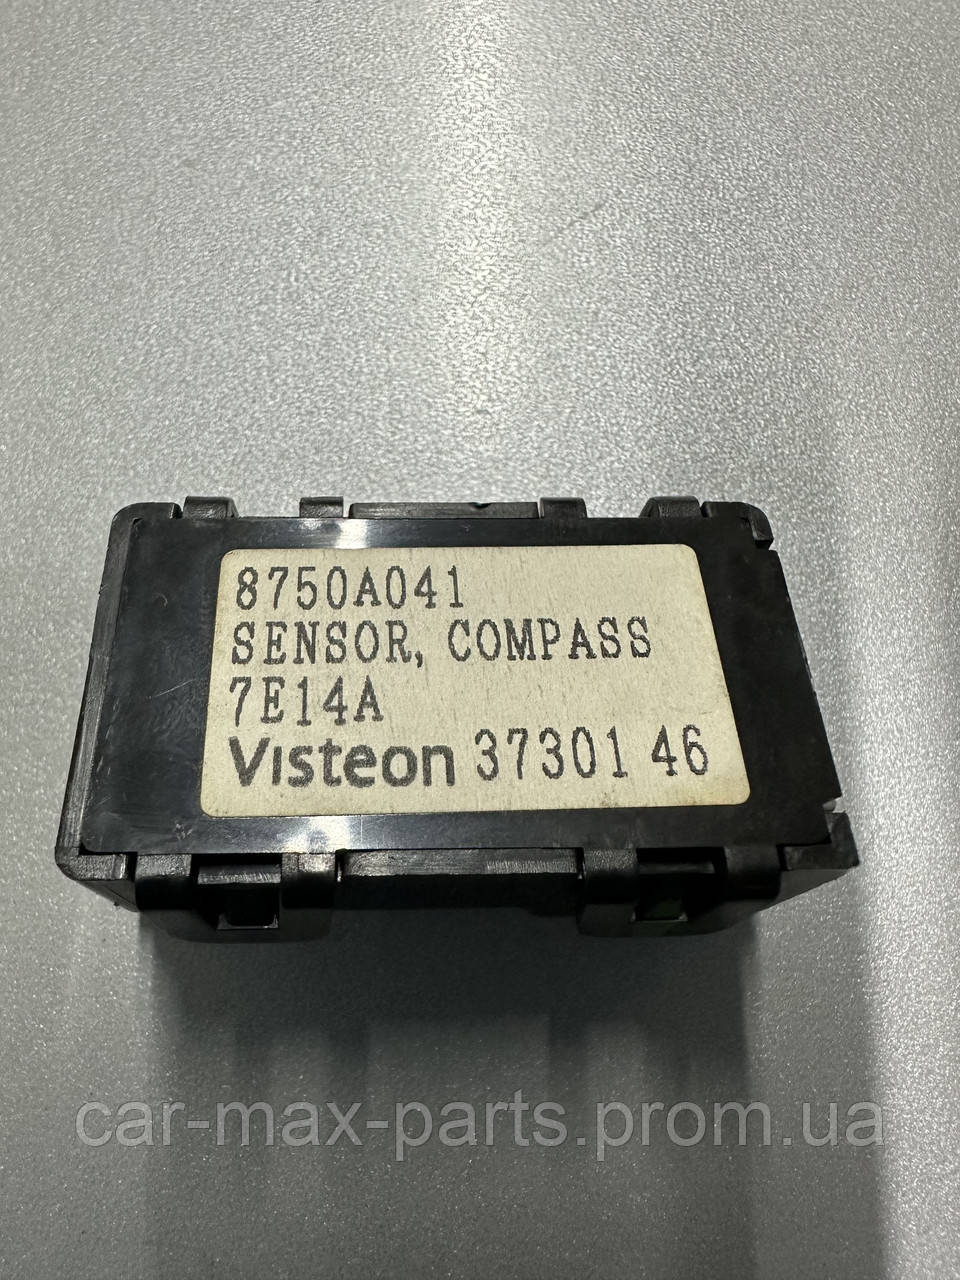 8750A041
SENSOR, COMPASS
7E14A
Visteon 37301 46
car-max-parts.prom.ua